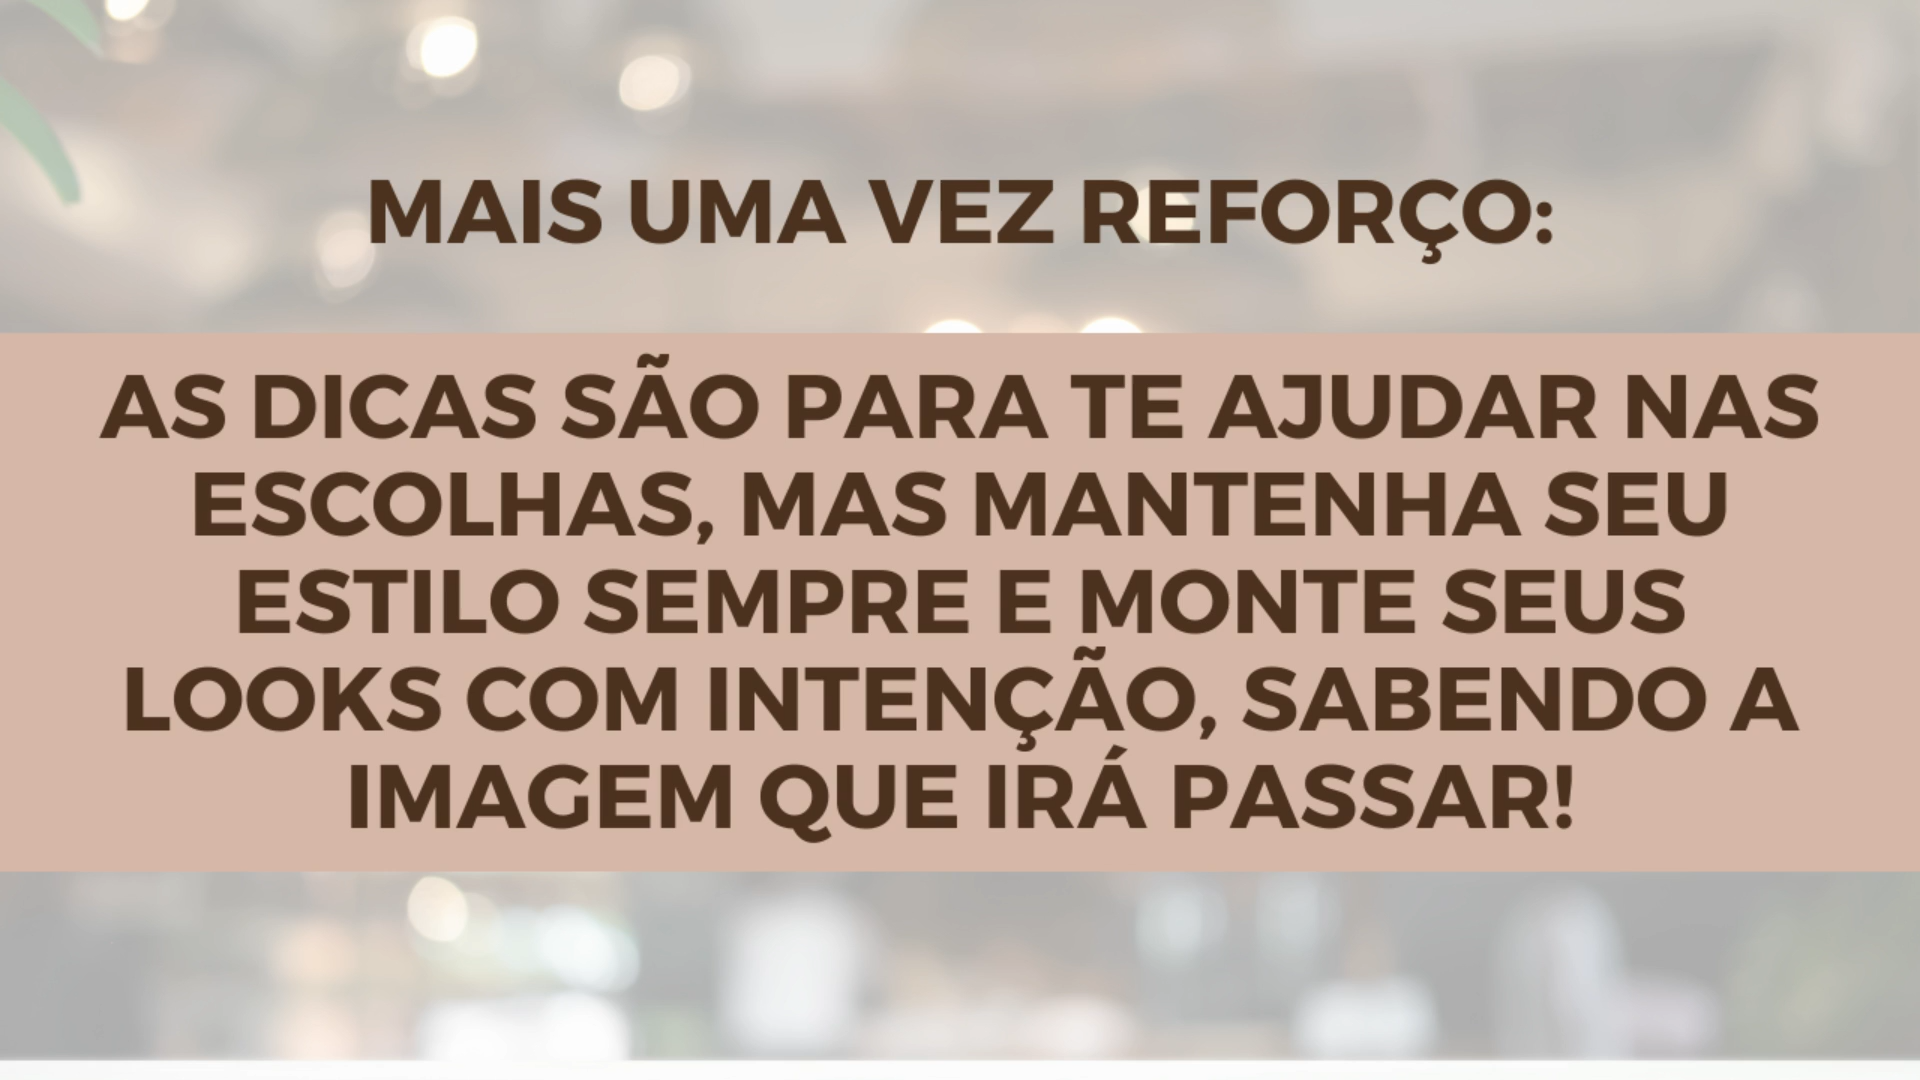 MAIS UMA VEZ REFORÇO:
AS DICAS SÃO PARA TE AJUDAR NAS
ESCOLHAS, MAS MANTENHA SEU
ESTILO SEMPRE E MONTE SEUS
LOOKS COM INTENÇÃO, SABENDO A
IMAGEM QUE IRÁ PASSAR!